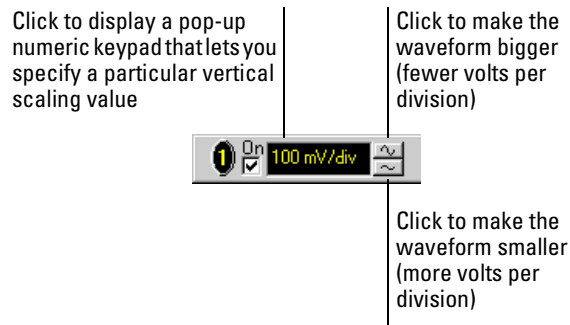 Click to display a pop-up
numeric keypad that lets you
specify a particular vertical
scaling value
Click to make the
waveform bigger
(fewer volts per
division)
1 On 100 mV/div
Click to make the
waveform smaller
(more volts per
division)